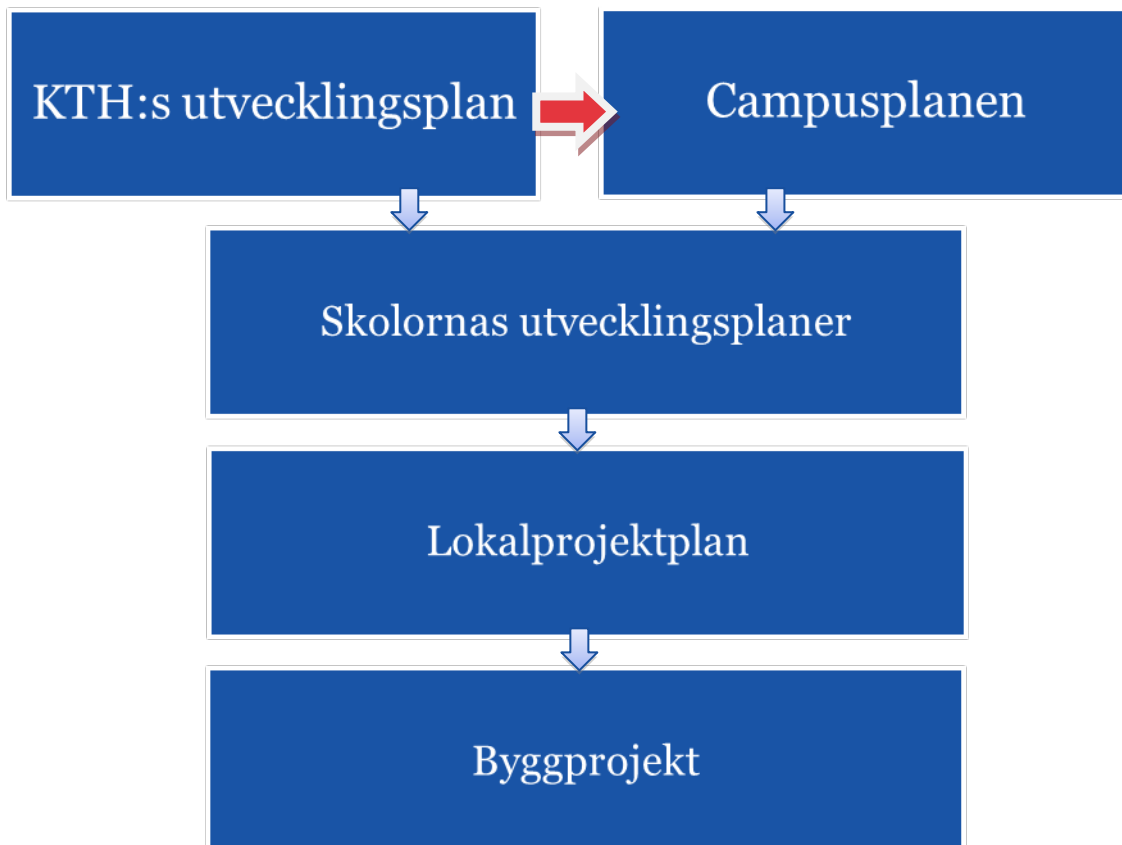 KTH:s utvecklingsplan
Campusplanen
Skolornas utvecklingsplaner
Lokalprojektplan
Byggprojekt